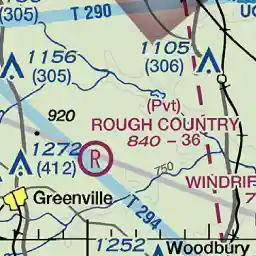 T 290
(305)
1156
(305)
1105
(306)
(Pvt)
ROUGH COUNTRY
840 - 36
920
1272
(412)
R
750
WINDRIF
Greenville
T 294
1252
Woodbury